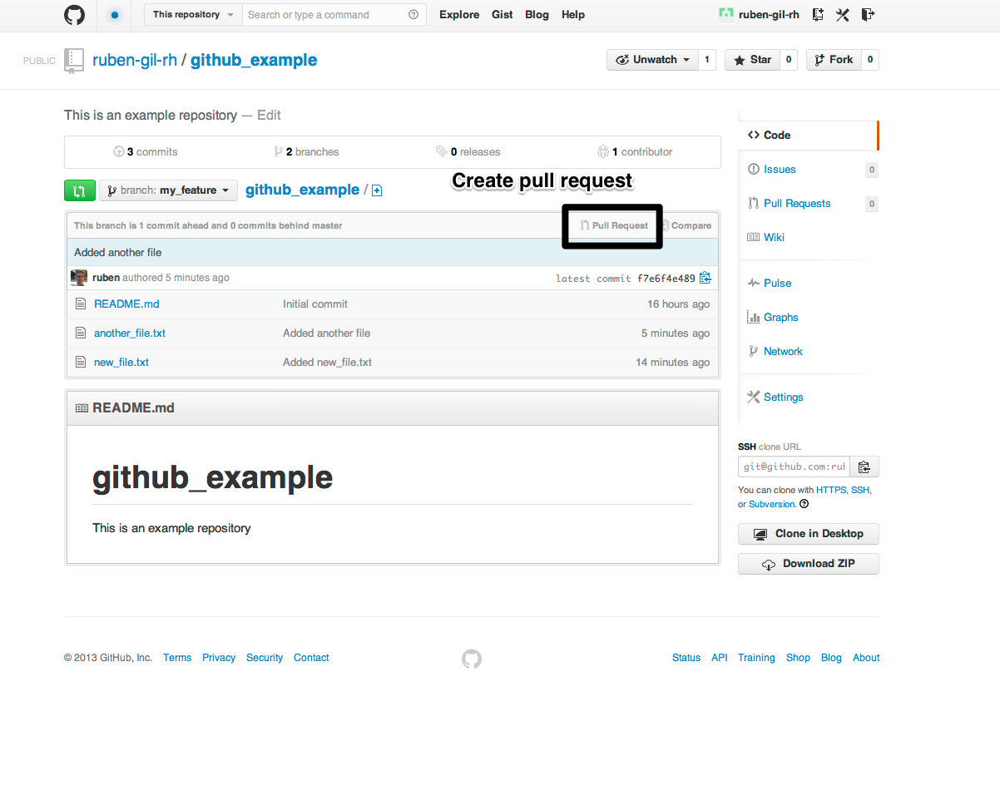 This repository Search or type a command Explore Gist Blog Help ruben-gil-rh
PUBLIC ruben-gil-rh / github_example Unwatch 1 Star 0 Fork 0
This is an example repository — Edit
3 commits 2 branches 0 releases 1 contributor
Create pull request
branch: my_feature github_example /
This branch is 1 commit ahead and 0 commits behind master Pull Request Compare
Added another file
ruben authored 5 minutes ago latest commit f7e6f4e489
README.md Initial commit 16 hours ago
another_file.txt Added another file 5 minutes ago
new_file.txt Added new_file.txt 14 minutes ago
README.md
github_example
This is an example repository
Code
Issues 0
Pull Requests 0
Wiki
Pulse
Graphs
Network
Settings
SSH clone URL
git@github.com:rub
You can clone with HTTPS, SSH,
or Subversion.
Clone in Desktop
Download ZIP
© 2013 GitHub, Inc. Terms Privacy Security Contact Status API Training Shop Blog About